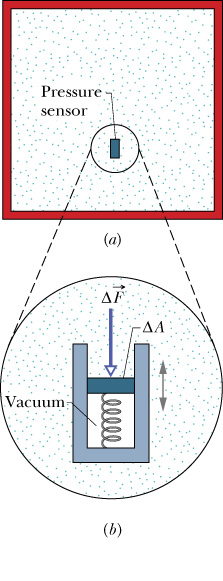 Pressure
sensor
(a)
ΔF⃗
ΔA
Vacuum
(b)